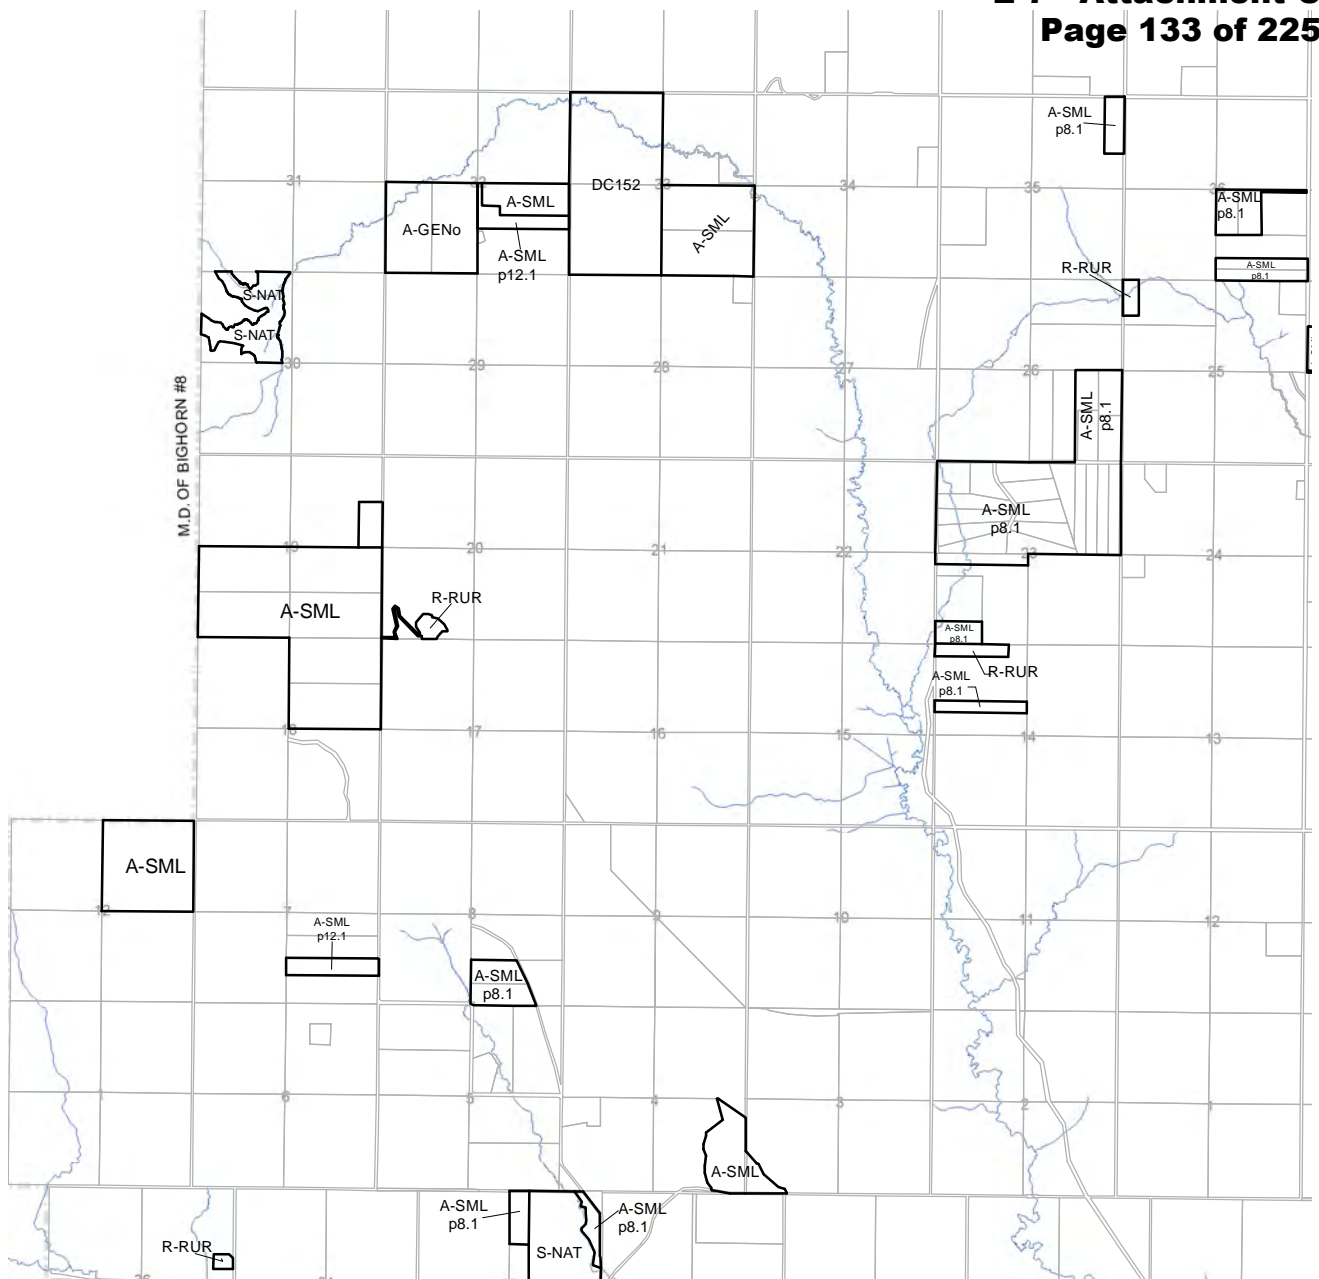 Page 133 of 225
A-SML
p8.1
31
32
DC152
33
34
35
36
A-SML
A-SML
p8.1
A-GENo
A-SML
A-SML
p12.1
R-RUR
A-SML
p8.1
S-NAT
S-NAT
30
29
28
27
26
25
M.D. OF BIGHORN #8
A-SML
p8.1
A-SML
p8.1
19
20
21
22
23
24
A-SML
R-RUR
A-SML
p8.1
R-RUR
A-SML
p8.1
18
17
16
15
14
13
A-SML
12
7
8
9
10
11
12
A-SML
p12.1
A-SML
p8.1
1
6
5
4
3
2
1
A-SML
A-SML
p8.1
A-SML
p8.1
R-RUR
S-NAT